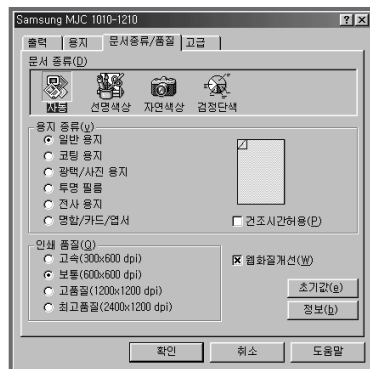 Samsung MJC 1010-1210
출력 용지 문서종류/품질 고급
문서 종류(D)
자동 선명색상 자연색상 검정단색
용지 종류(y)
일반 용지
코팅 용지
광택/사진 용지
투명 필름
전사 용지
명함/카드/엽서
건조시간허용(P)
인쇄 품질(Q)
고속(300x600 dpi)
보통(600x600 dpi)
고품질(1200x1200 dpi)
최고품질(2400x1200 dpi)
웹화질개선(W)
초기값(e)
정보(b)
확인 취소 도움말